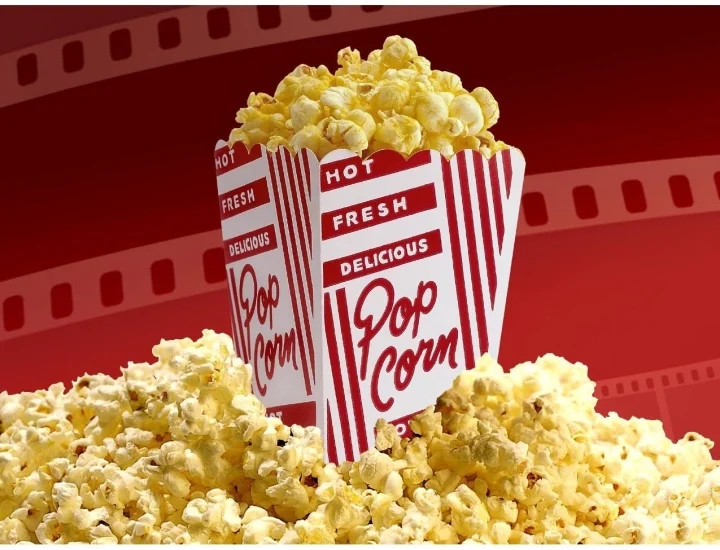 HOT
FRESH
DELICIOUS
Pop
Corn
HOT
FRESH
DELICIOUS
Pop
Corn